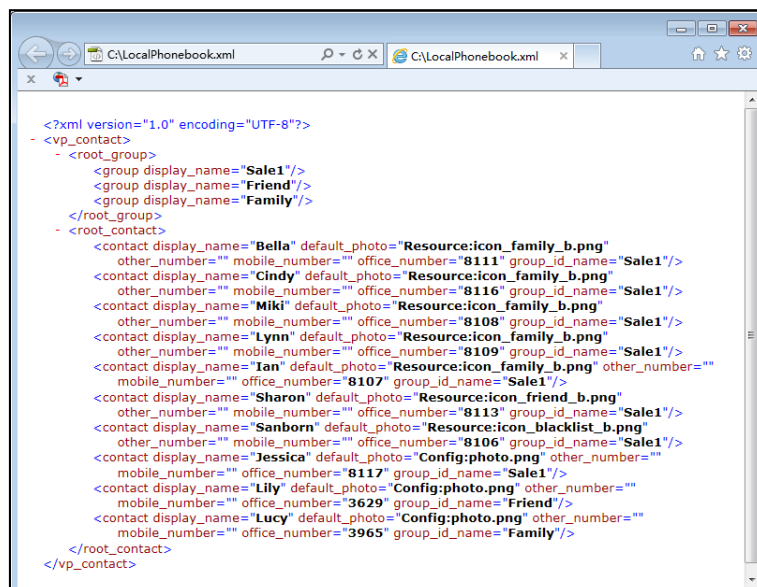 C:\LocalPhonebook.xml
C:\LocalPhonebook.xml
<?xml version="1.0" encoding="UTF-8"?>
- <vp_contact>
- <root_group>
<group display_name="Sale1"/>
<group display_name="Friend"/>
<group display_name="Family"/>
</root_group>
- <root_contact>
<contact display_name="Bella" default_photo="Resource:icon_family_b.png"
other_number="" mobile_number="" office_number="8111" group_id_name="Sale1"/>
<contact display_name="Cindy" default_photo="Resource:icon_family_b.png"
other_number="" mobile_number="" office_number="8116" group_id_name="Sale1"/>
<contact display_name="Miki" default_photo="Resource:icon_family_b.png"
other_number="" mobile_number="" office_number="8108" group_id_name="Sale1"/>
<contact display_name="Lynn" default_photo="Resource:icon_family_b.png"
other_number="" mobile_number="" office_number="8109" group_id_name="Sale1"/>
<contact display_name="Ian" default_photo="Resource:icon_family_b.png" other_number=""
mobile_number="" office_number="8107" group_id_name="Sale1"/>
<contact display_name="Sharon" default_photo="Resource:icon_friend_b.png"
other_number="" mobile_number="" office_number="8113" group_id_name="Sale1"/>
<contact display_name="Sanborn" default_photo="Resource:icon_blacklist_b.png"
other_number="" mobile_number="" office_number="8106" group_id_name="Sale1"/>
<contact display_name="Jessica" default_photo="Config:photo.png" other_number=""
mobile_number="" office_number="8117" group_id_name="Sale1"/>
<contact display_name="Lily" default_photo="Config:photo.png" other_number=""
mobile_number="" office_number="3629" group_id_name="Friend"/>
<contact display_name="Lucy" default_photo="Config:photo.png" other_number=""
mobile_number="" office_number="3965" group_id_name="Family"/>
</root_contact>
</vp_contact>